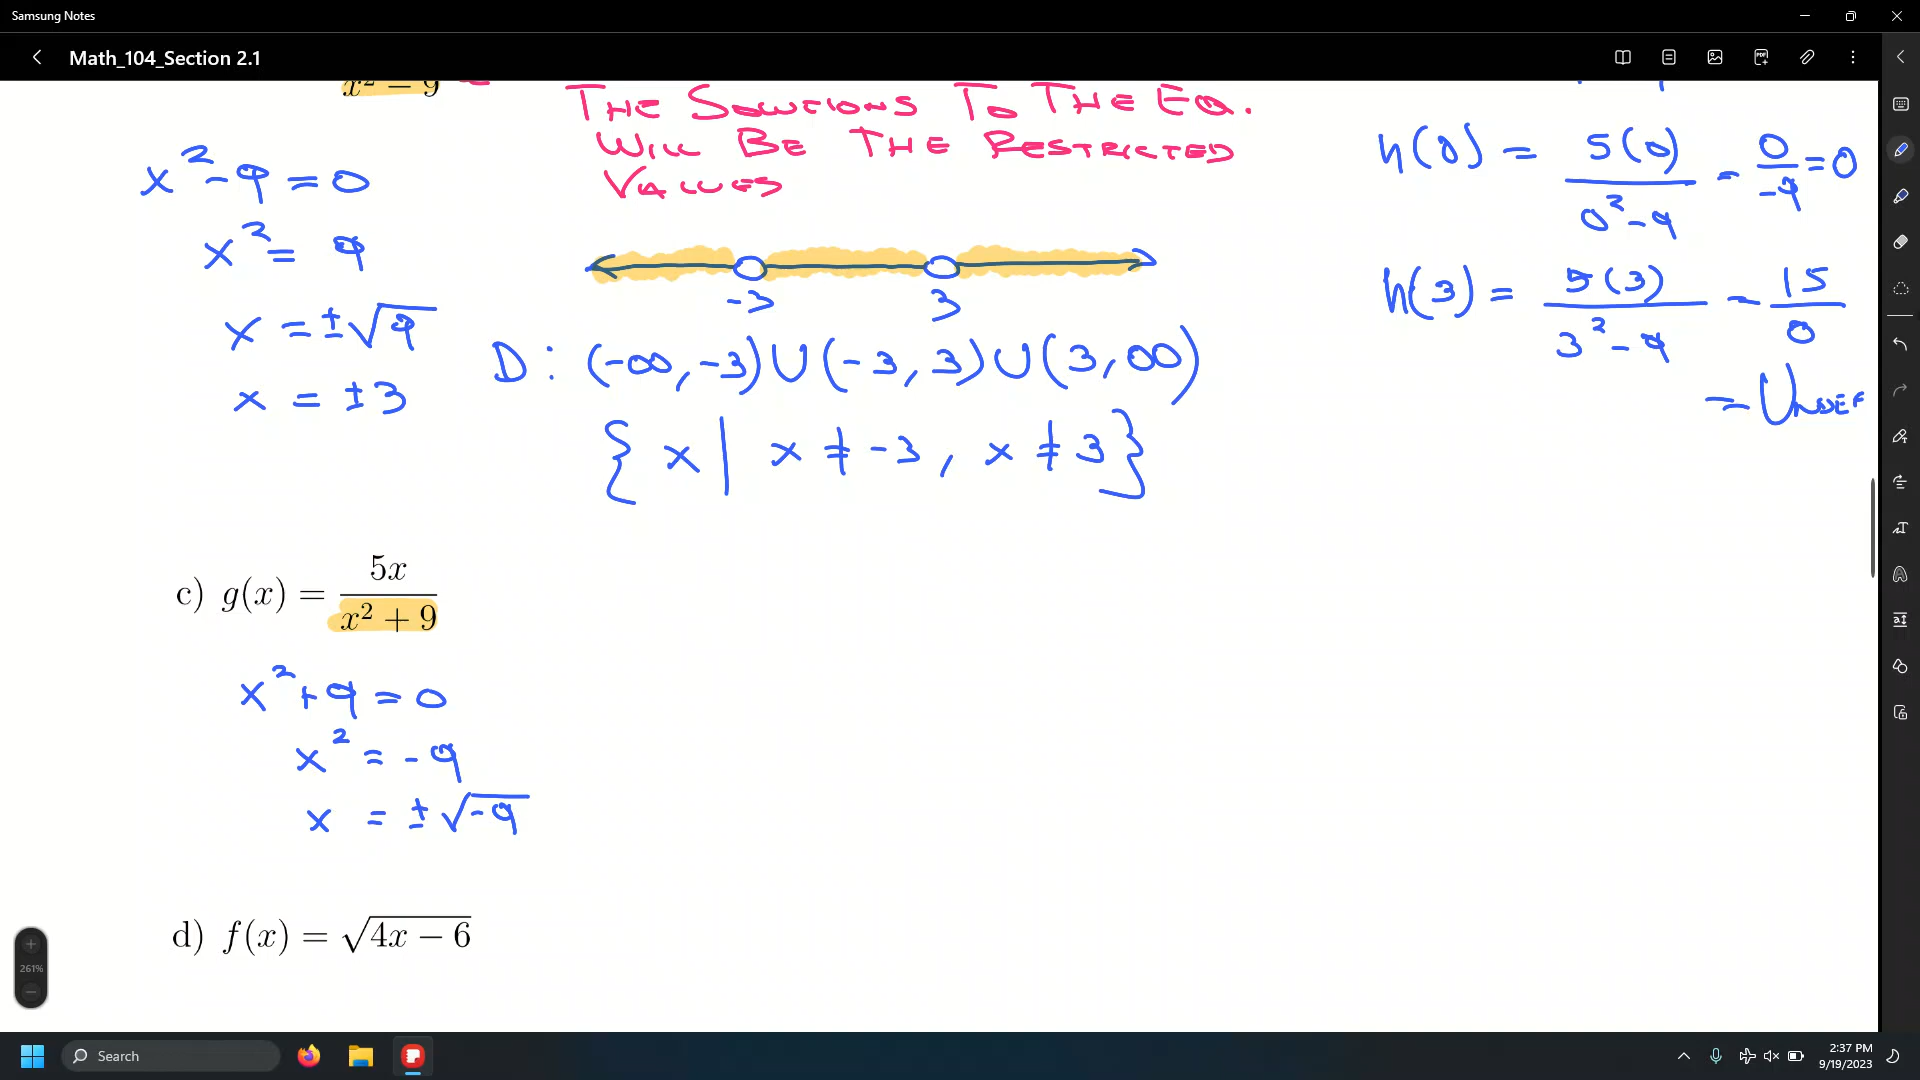 Samsung Notes
Math_104_Section 2.1
x² − 9
THE SOLUTIONS TO THE EQ.
WILL BE THE RESTRICTED
VALUES
x² - 9 = 0
x² = 9
x = ±√9
x = ±3
-3 3
D: (-∞, -3) ∪ (-3, 3) ∪ (3, ∞)
{ x | x ≠ -3, x ≠ 3 }
h(0) = 5(0) / 0² - 9 = 0 / -9 = 0
h(3) = 5(3) / 3² - 9 = 15 / 0
= UNDEF
c) g(x) = 5x / x² + 9
x² + 9 = 0
x² = -9
x = ±√-9
d) f(x) = √4x − 6
261%
Search
2:37 PM
9/19/2023